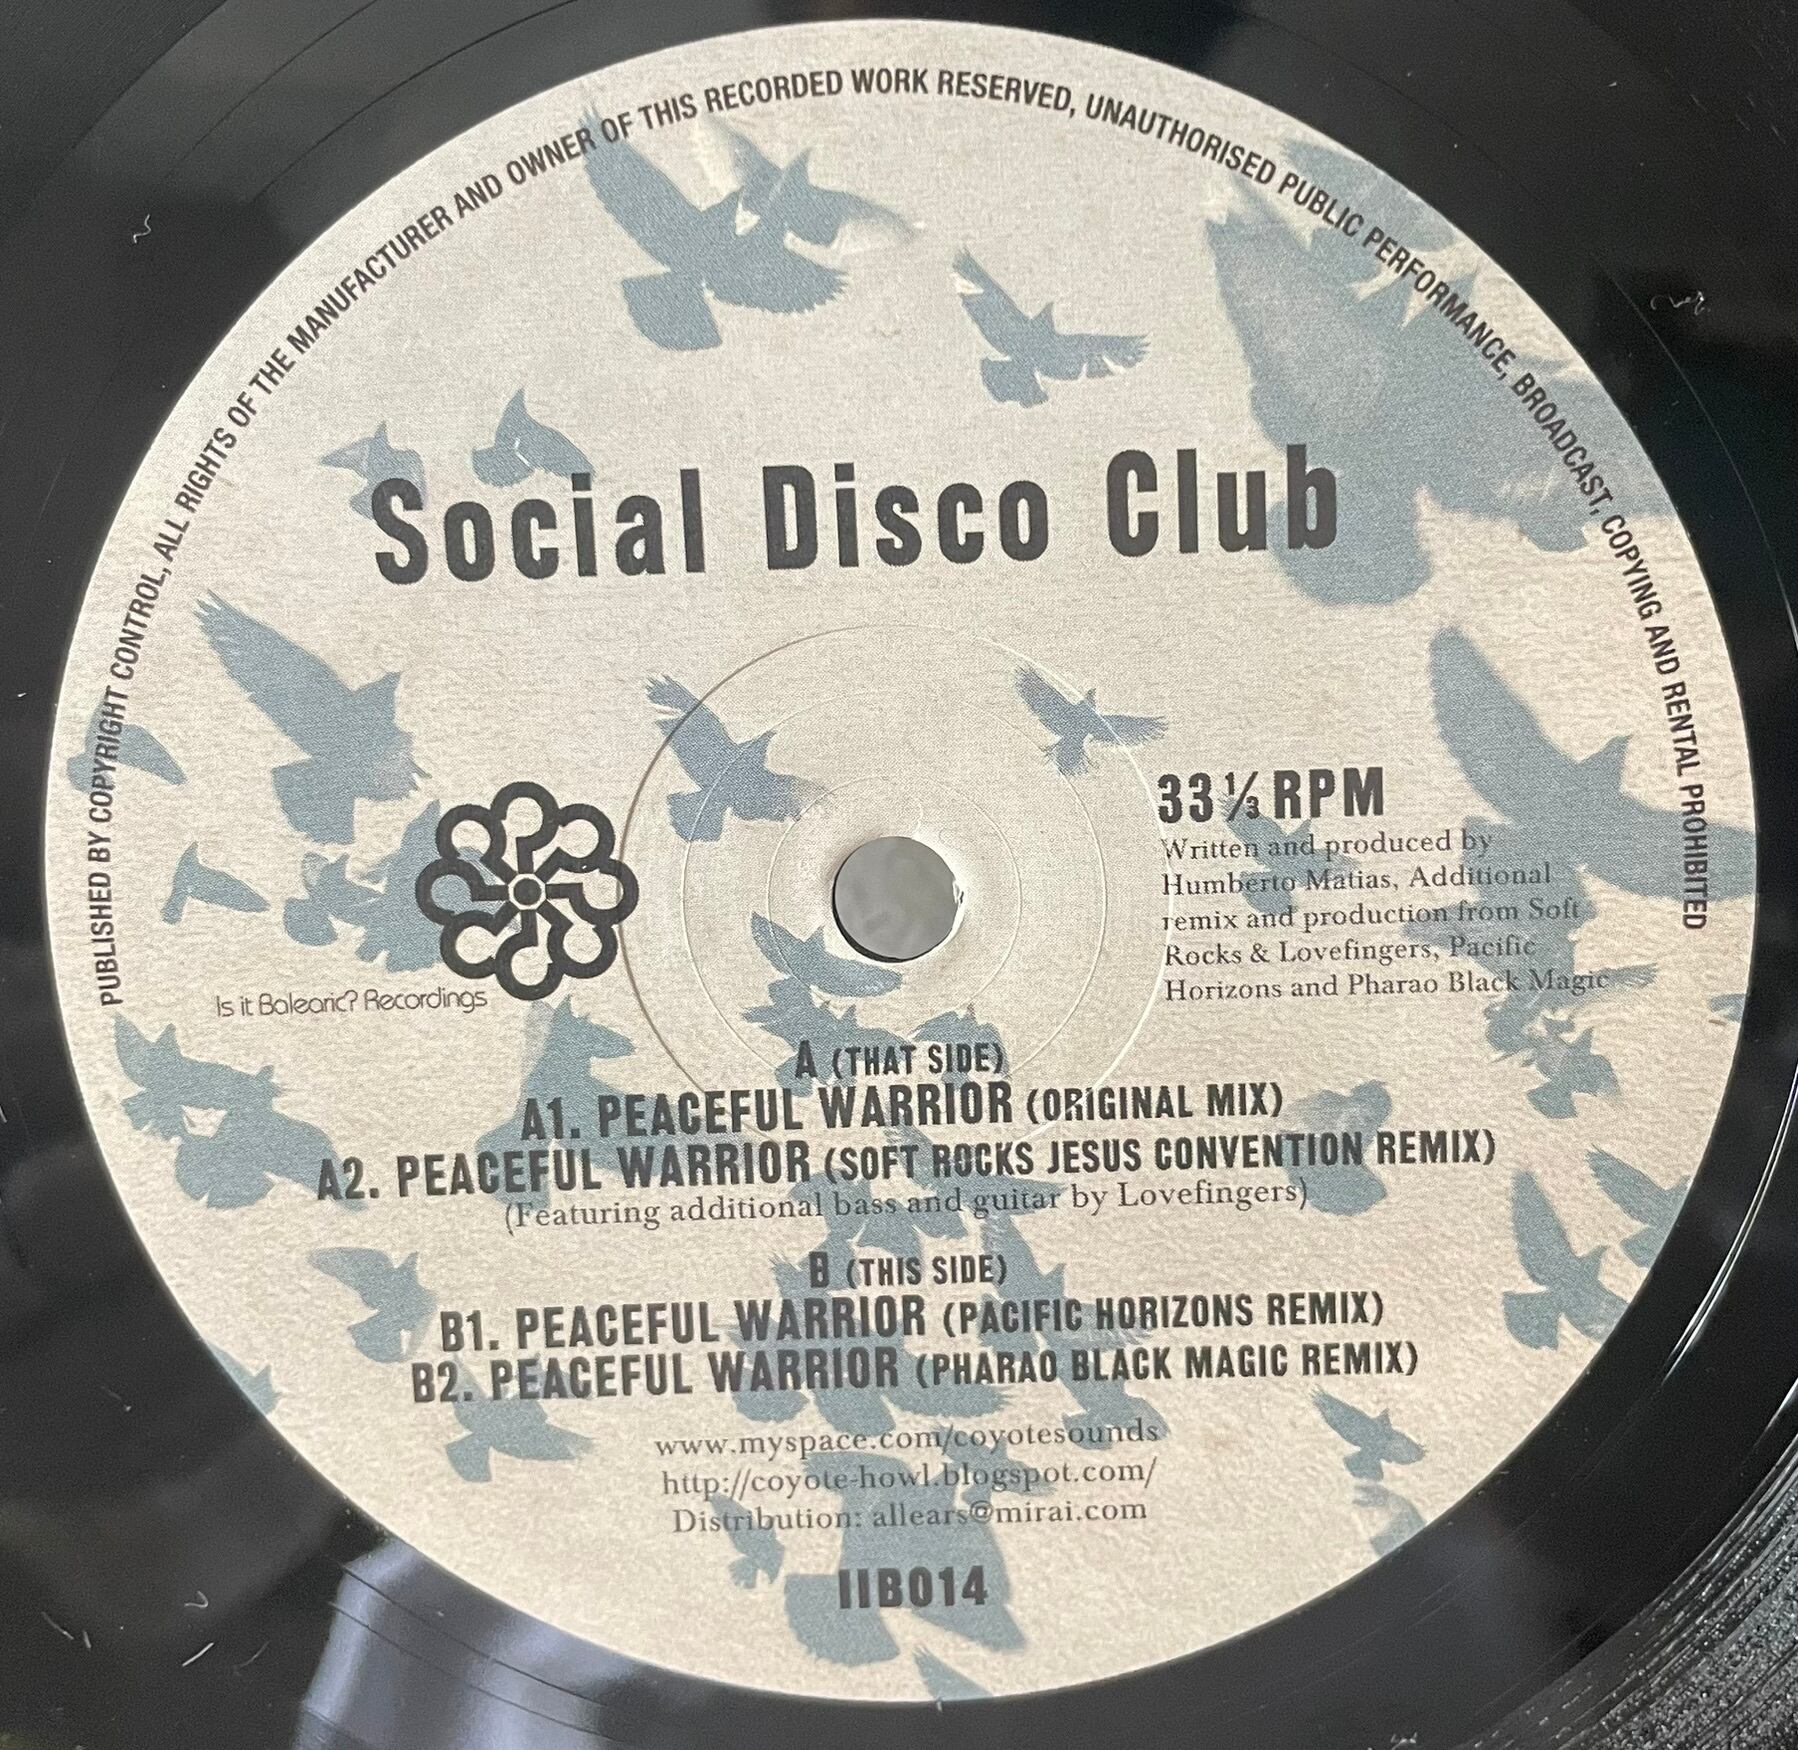 PUBLISHED BY COPYRIGHT CONTROL, ALL RIGHTS OF THE MANUFACTURER AND OWNER OF THIS RECORDED WORK RESERVED, UNAUTHORISED PUBLIC PERFORMANCE, BROADCAST, COPYING AND RENTAL PROHIBITED
Social Disco Club
33 ⅓ RPM
Written and produced by
Humberto Matias, Additional
remix and production from Soft
Rocks & Lovefingers, Pacific
Horizons and Pharao Black Magic
Is it Balearic? Recordings
A (THAT SIDE)
A1. PEACEFUL WARRIOR (ORIGINAL MIX)
A2. PEACEFUL WARRIOR (SOFT ROCKS JESUS CONVENTION REMIX)
(Featuring additional bass and guitar by Lovefingers)
B (THIS SIDE)
B1. PEACEFUL WARRIOR (PACIFIC HORIZONS REMIX)
B2. PEACEFUL WARRIOR (PHARAO BLACK MAGIC REMIX)
www.myspace.com/coyotesounds
http://coyote-howl.blogspot.com/
Distribution: allears@mirai.com
IIB014